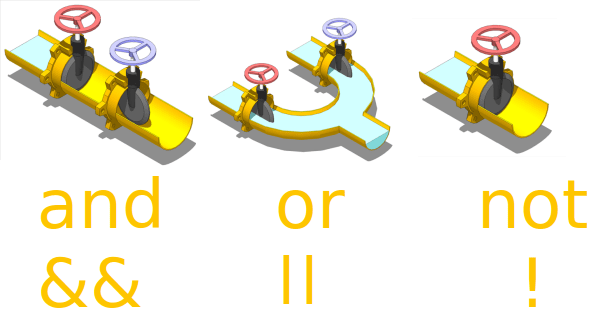 and or not
&& || !